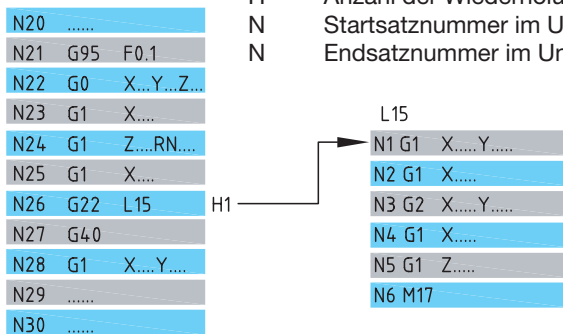 H Anzahl der
N Startsatznummer im
N Endsatznummer im
N20 ......
N21 G95 F0.1
N22 G0 X...Y...Z...
N23 G1 X....
N24 G1 Z....RN....
N25 G1 X....
N26 G22 L15 H1
N27 G40
N28 G1 X....Y....
N29 ......
N30 ......
L15
N1 G1 X.....Y.....
N2 G1 X.....
N3 G2 X.....Y.....
N4 G1 X.....
N5 G1 Z.....
N6 M17